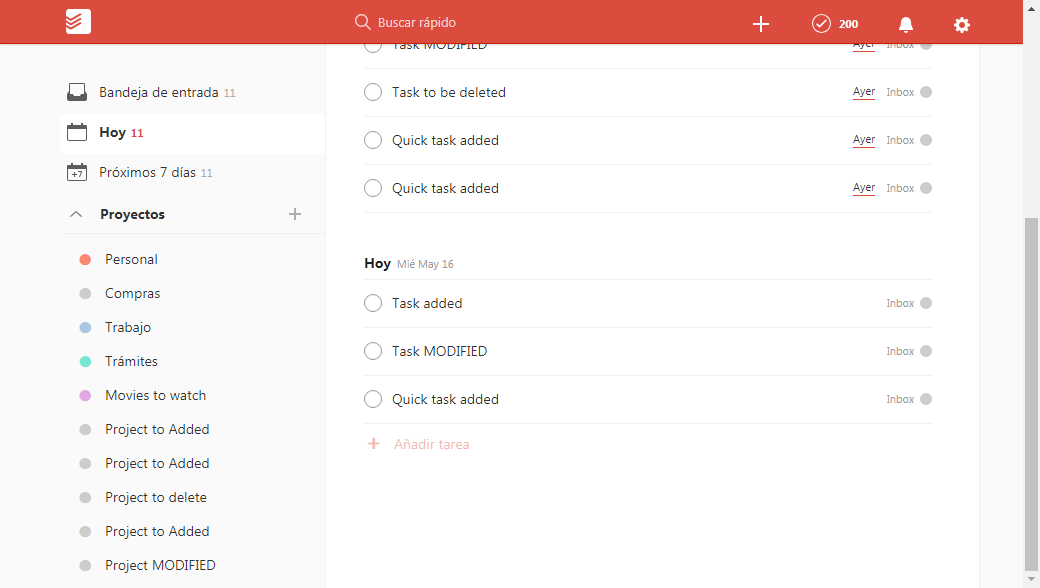 Buscar rápido
200
Bandeja de entrada 11
Hoy 11
Próximos 7 días 11
+7
Proyectos
Personal
Compras
Trabajo
Trámites
Movies to watch
Project to Added
Project to Added
Project to delete
Project to Added
Project MODIFIED
Task MODIFIED Ayer Inbox
Task to be deleted Ayer Inbox
Quick task added Ayer Inbox
Quick task added Ayer Inbox
Hoy Mié May 16
Task added Inbox
Task MODIFIED Inbox
Quick task added Inbox
+ Añadir tarea